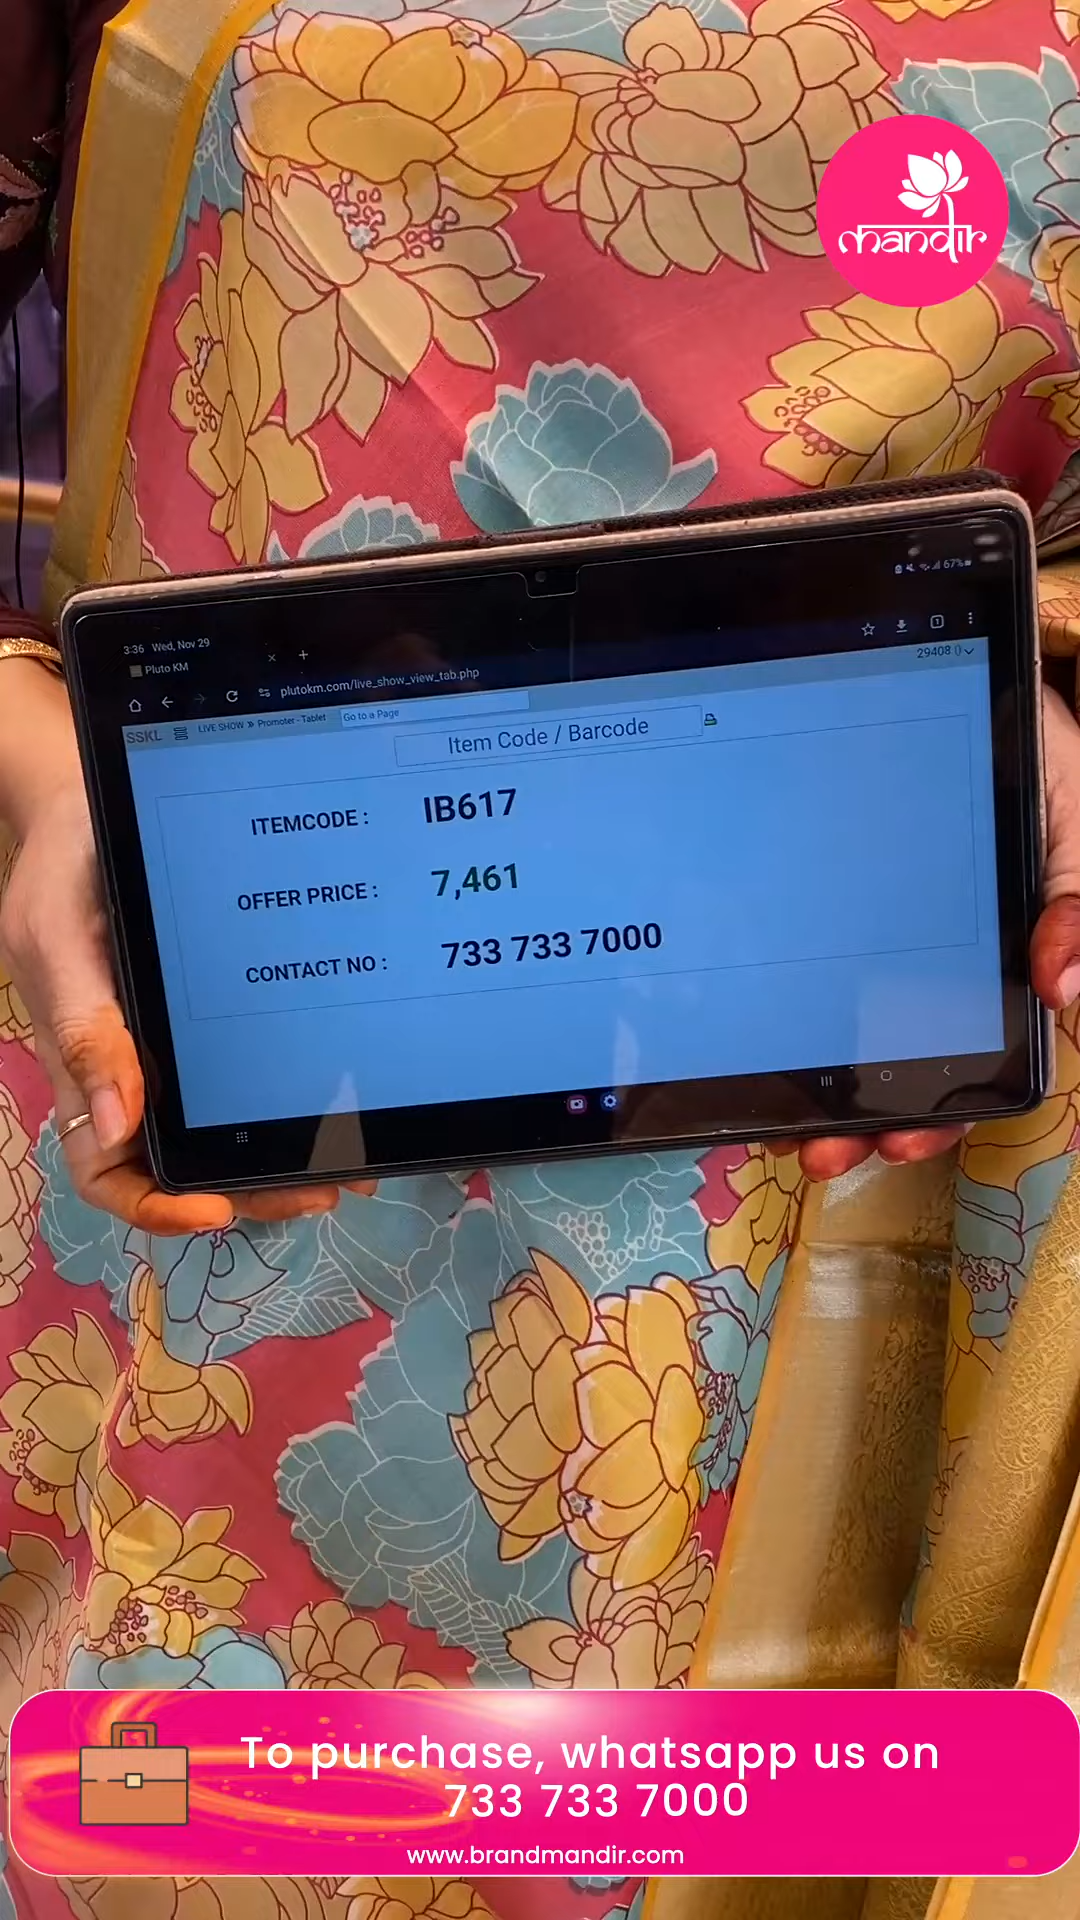 mandir
67%
3:36 Wed, Nov 29
Pluto KM
plutokm.com/live_show_view_tab.php
29408 ()
SSKL
LIVE SHOW » Promoter - Tablet
Go to a Page
Item Code / Barcode
ITEMCODE : IB617
OFFER PRICE : 7,461
CONTACT NO : 733 733 7000
To purchase, whatsapp us on
733 733 7000
www.brandmandir.com